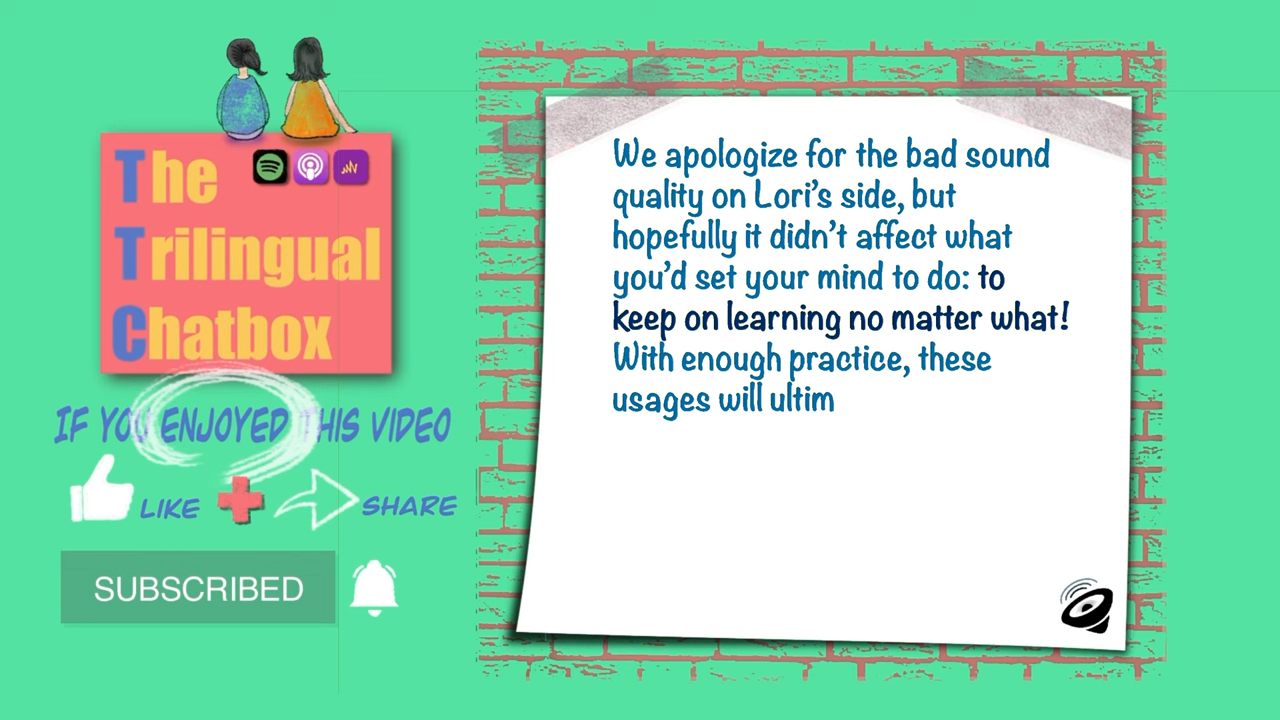 The
Trilingual
Chatbox
IF YOU ENJOYED THIS VIDEO
LIKE
SHARE
SUBSCRIBED
We apologize for the bad sound
quality on Lori's side, but
hopefully it didn't affect what
you'd set your mind to do: to
keep on learning no matter what!
With enough practice, these
usages will ultim